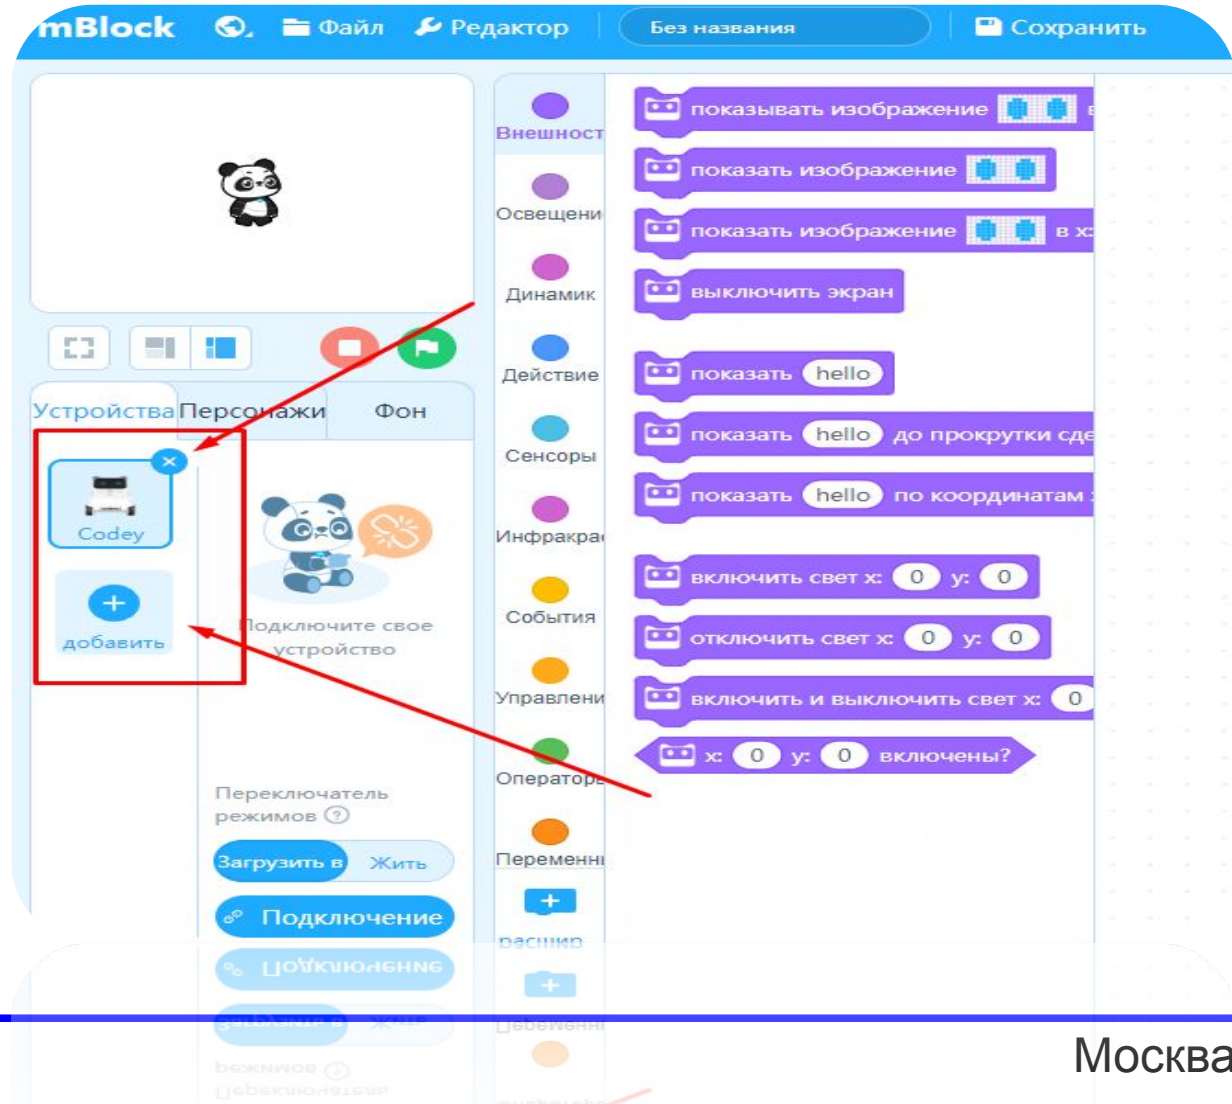 mBlock Файл Редактор Без названия Сохранить
Внешност
Освещени
Динамик
Действие
Сенсоры
Инфракра
События
Управлени
Операторы
Переменн
расшир
показывать изображение в
показать изображение
показать изображение в x:
выключить экран
показать hello
показать hello до прокрутки сде
показать hello по координатам
включить свет x: 0 y: 0
отключить свет x: 0 y: 0
включить и выключить свет x: 0
x: 0 y: 0 включены?
Устройства Персонажи Фон
Codey
добавить
Подключите свое
устройство
Переключатель
режимов ?
Загрузить в Жить
Подключение
Москва